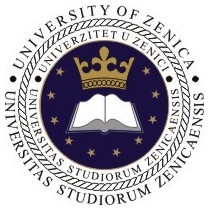 UNIVERSITY OF ZENICA
UNIVERSITAS STUDIORUM ZENICAENSIS
UNIVERZITET U ZENICI
UNIVERSITAS STUDIORUM ZENICAENSIS